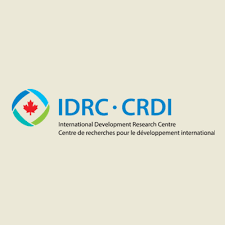 IDRC · CRDI
International Development Research Centre
Centre de recherches pour le développement international